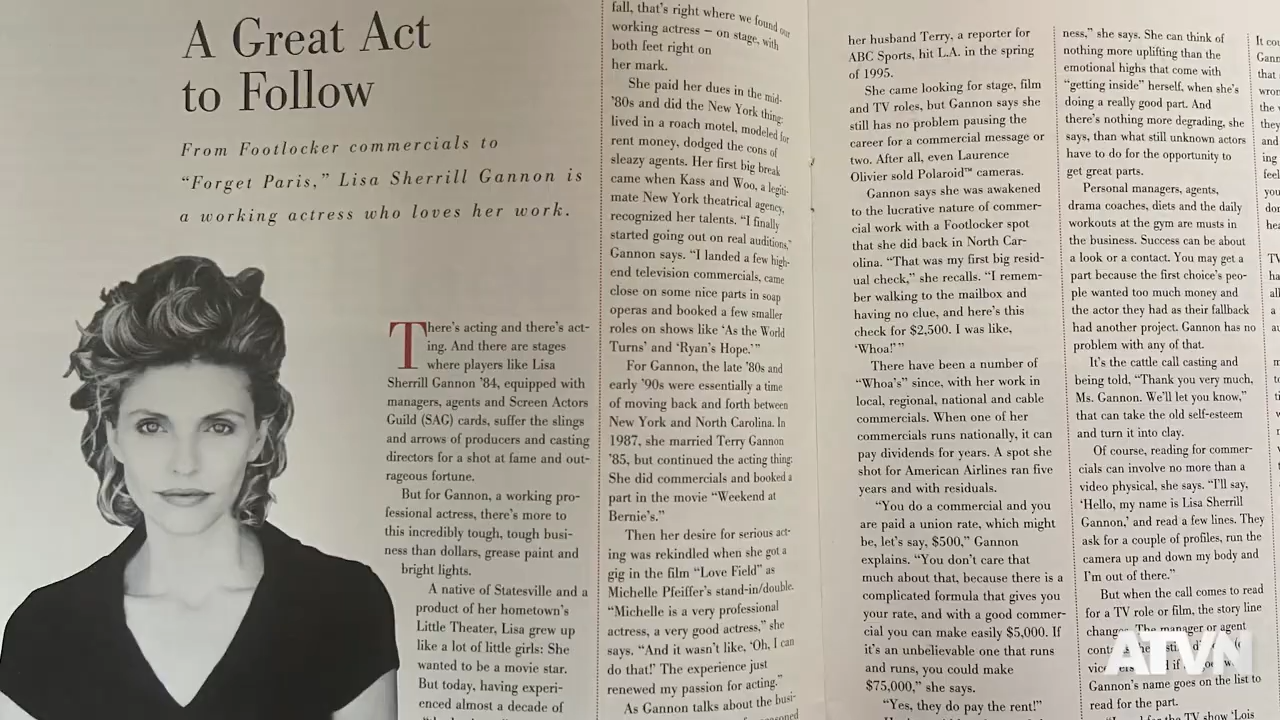 A Great Act
to Follow
From Footlocker commercials to
“Forget Paris,” Lisa Sherrill Gannon is
a working actress who loves her work.
There’s acting and there’s act-
ing. And there are stages
where players like Lisa
Sherrill Gannon ’84, equipped with
managers, agents and Screen Actors
Guild (SAG) cards, suffer the slings
and arrows of producers and casting
directors for a shot at fame and out-
rageous fortune.
But for Gannon, a working pro-
fessional actress, there’s more to
this incredibly tough, tough busi-
ness than dollars, grease paint and
bright lights.
A native of Statesville and a
product of her hometown’s
Little Theater, Lisa grew up
like a lot of little girls: She
wanted to be a movie star.
But today, having experi-
enced almost a decade of
fall, that’s right where we found our
working actress – on stage, with
both feet right on
her mark.
She paid her dues in the mid-
’80s and did the New York thing:
lived in a roach motel, modeled for
rent money, dodged the cons of
sleazy agents. Her first big break
came when Kass and Woo, a legiti-
mate New York theatrical agency,
recognized her talents. “I finally
started going out on real auditions,”
Gannon says. “I landed a few high-
end television commercials, came
close on some nice parts in soap
operas and booked a few smaller
roles on shows like ‘As the World
Turns’ and ‘Ryan’s Hope.’”
For Gannon, the late ’80s and
early ’90s were essentially a time
of moving back and forth between
New York and North Carolina. In
1987, she married Terry Gannon
’85, but continued the acting thing.
She did commercials and booked a
part in the movie “Weekend at
Bernie’s.”
Then her desire for serious act-
ing was rekindled when she got a
gig in the film “Love Field” as
Michelle Pfeiffer’s stand-in/double.
“Michelle is a very professional
actress, a very good actress,” she
says. “And it wasn’t like, ‘Oh, I can
do that!’ The experience just
renewed my passion for acting.”
As Gannon talks about the busi-
her husband Terry, a reporter for
ABC Sports, hit L.A. in the spring
of 1995.
She came looking for stage, film
and TV roles, but Gannon says she
still has no problem pausing the
career for a commercial message or
two. After all, even Laurence
Olivier sold Polaroid™ cameras.
Gannon says she was awakened
to the lucrative nature of commer-
cial work with a Footlocker spot
that she did back in North Car-
olina. “That was my first big resid-
ual check,” she recalls. “I remem-
ber walking to the mailbox and
having no clue, and here’s this
check for $2,500. I was like,
‘Whoa!’”
There have been a number of
“Whoa’s” since, with her work in
local, regional, national and cable
commercials. When one of her
commercials runs nationally, it can
pay dividends for years. A spot she
shot for American Airlines ran five
years and with residuals.
“You do a commercial and you
are paid a union rate, which might
be, let’s say, $500,” Gannon
explains. “You don’t care that
much about that, because there is a
complicated formula that gives you
your rate, and with a good commer-
cial you can make easily $5,000. If
it’s an unbelievable one that runs
and runs, you could make
$75,000,” she says.
“Yes, they do pay the rent!”
ness,” she says. She can think of
nothing more uplifting than the
emotional highs that come with
“getting inside” herself, when she’s
doing a really good part. And
there’s nothing more degrading, she
says, than what still unknown actors
have to do for the opportunity to
get great parts.
Personal managers, agents,
drama coaches, diets and the daily
workouts at the gym are musts in
the business. Success can be about
a look or a contact. You may get a
part because the first choice’s peo-
ple wanted too much money and
the actor they had as their fallback
had another project. Gannon has no
problem with any of that.
It’s the cattle call casting and
being told, “Thank you very much,
Ms. Gannon. We’ll let you know,”
that can take the old self-esteem
and turn it into clay.
Of course, reading for commer-
cials can involve no more than a
video physical, she says. “I’ll say,
‘Hello, my name is Lisa Sherrill
Gannon,’ and read a few lines. They
ask for a couple of profiles, run the
camera up and down my body and
I’m out of there.”
But when the call comes to read
for a TV role or film, the story line
changes. The manager or agent
Gannon’s name goes on the list to
read for the part.
ATVN